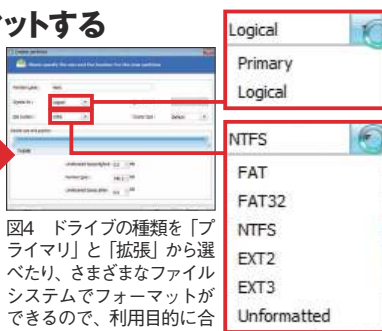 ットする
Logical
Primary
Logical
NTFS
FAT
FAT32
NTFS
EXT2
EXT3
Unformatted
図4　ドライブの種類を「プ
ライマリ」と「拡張」から選
べたり、さまざまなファイル
システムでフォーマットが
できるので、利用目的に合